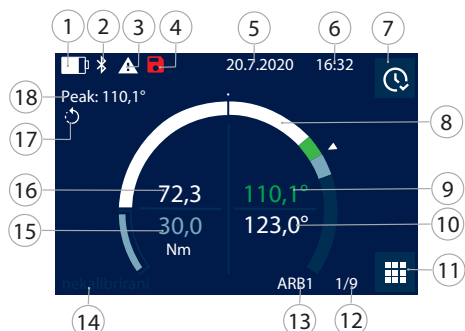 1 2 3 4 5 6 7
20.7.2020 16:32
18 Peak: 110,1°
17
8
16 72,3 110,1° 9
15 30,0 123,0° 10
Nm
11
nekalibrirani ARB1 1/9
14 13 12